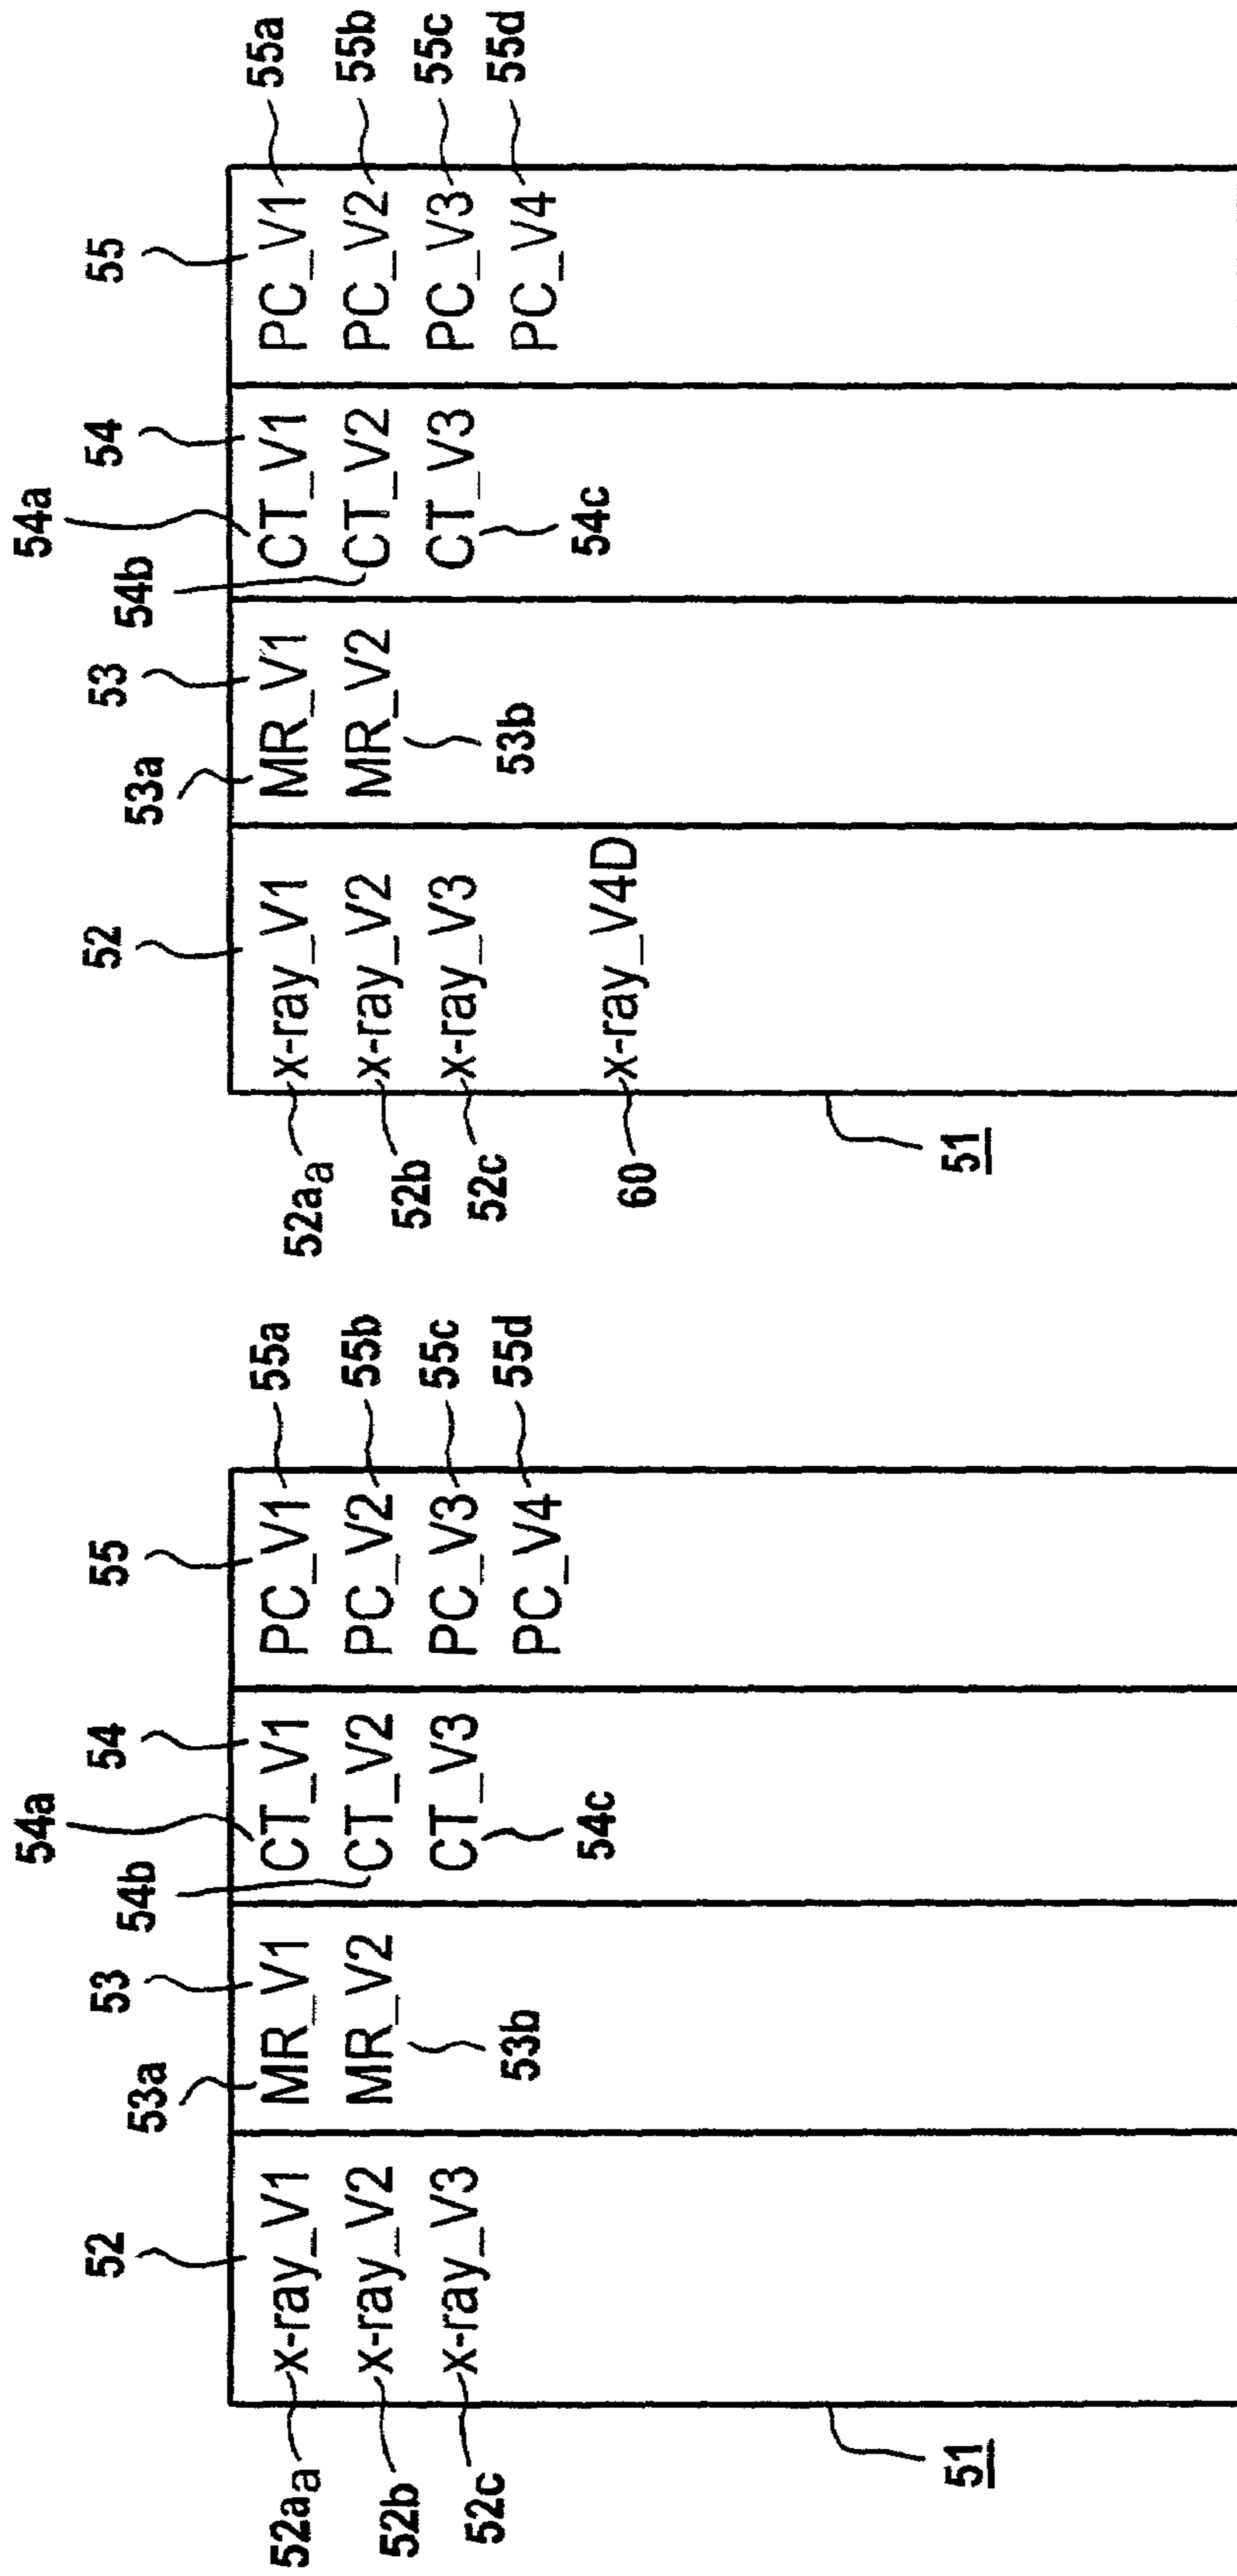 52 53 54 55
53a 54b 54a
52aa x-ray_V1 MR_V1 CT_V1 PC_V1 55a
52b x-ray_V2 MR_V2 CT_V2 PC_V2 55b
52c x-ray_V3 53b CT_V3 PC_V3 55c
54c PC_V4 55d
51
52 53 54 55
53a 54b 54a
52aa x-ray_V1 MR_V1 CT_V1 PC_V1 55a
52b x-ray_V2 MR_V2 CT_V2 PC_V2 55b
52c x-ray_V3 53b CT_V3 PC_V3 55c
54c PC_V4 55d
60 x-ray_V4D
51